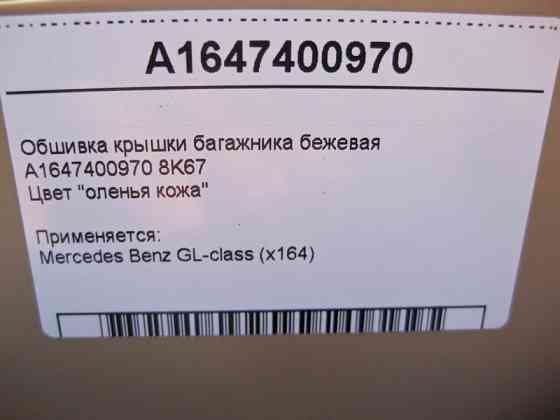 A1647400970
Обшивка крышки багажника бежевая
A1647400970 8K67
Цвет "оленья кожа"
Применяется:
Mercedes Benz GL-class (x164)